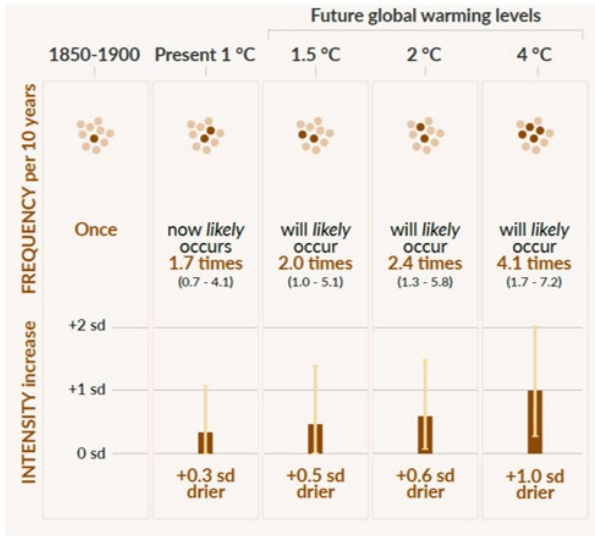 Future global warming levels
1850-1900
Present 1 °C
1.5 °C
2 °C
4 °C
FREQUENCY per 10 years
Once
now likely
occurs
1.7 times
(0.7 - 4.1)
will likely
occur
2.0 times
(1.0 - 5.1)
will likely
occur
2.4 times
(1.3 - 5.8)
will likely
occur
4.1 times
(1.7 - 7.2)
INTENSITY increase
+2 sd
+1 sd
0 sd
+0.3 sd
drier
+0.5 sd
drier
+0.6 sd
drier
+1.0 sd
drier